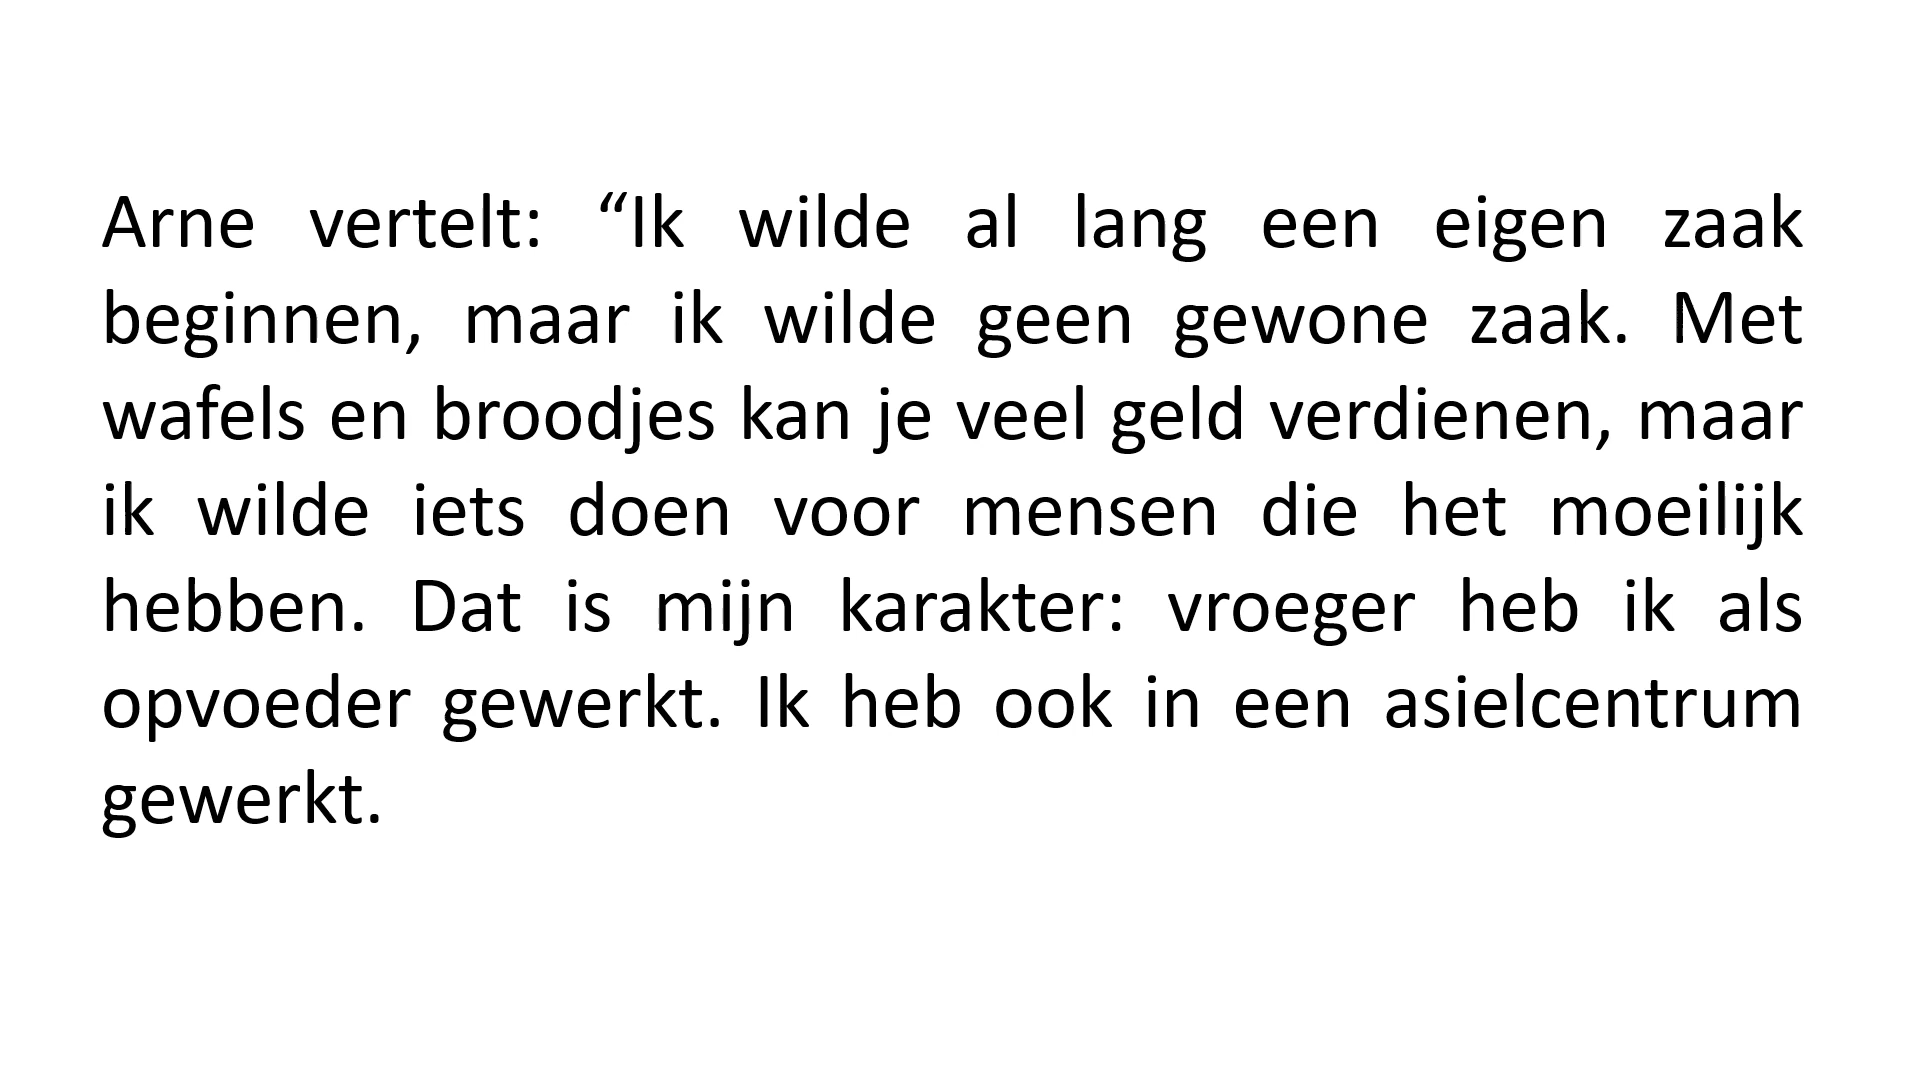 Arne vertelt: “Ik wilde al lang een eigen zaak
beginnen, maar ik wilde geen gewone zaak. Met
wafels en broodjes kan je veel geld verdienen, maar
ik wilde iets doen voor mensen die het moeilijk
hebben. Dat is mijn karakter: vroeger heb ik als
opvoeder gewerkt. Ik heb ook in een asielcentrum
gewerkt.